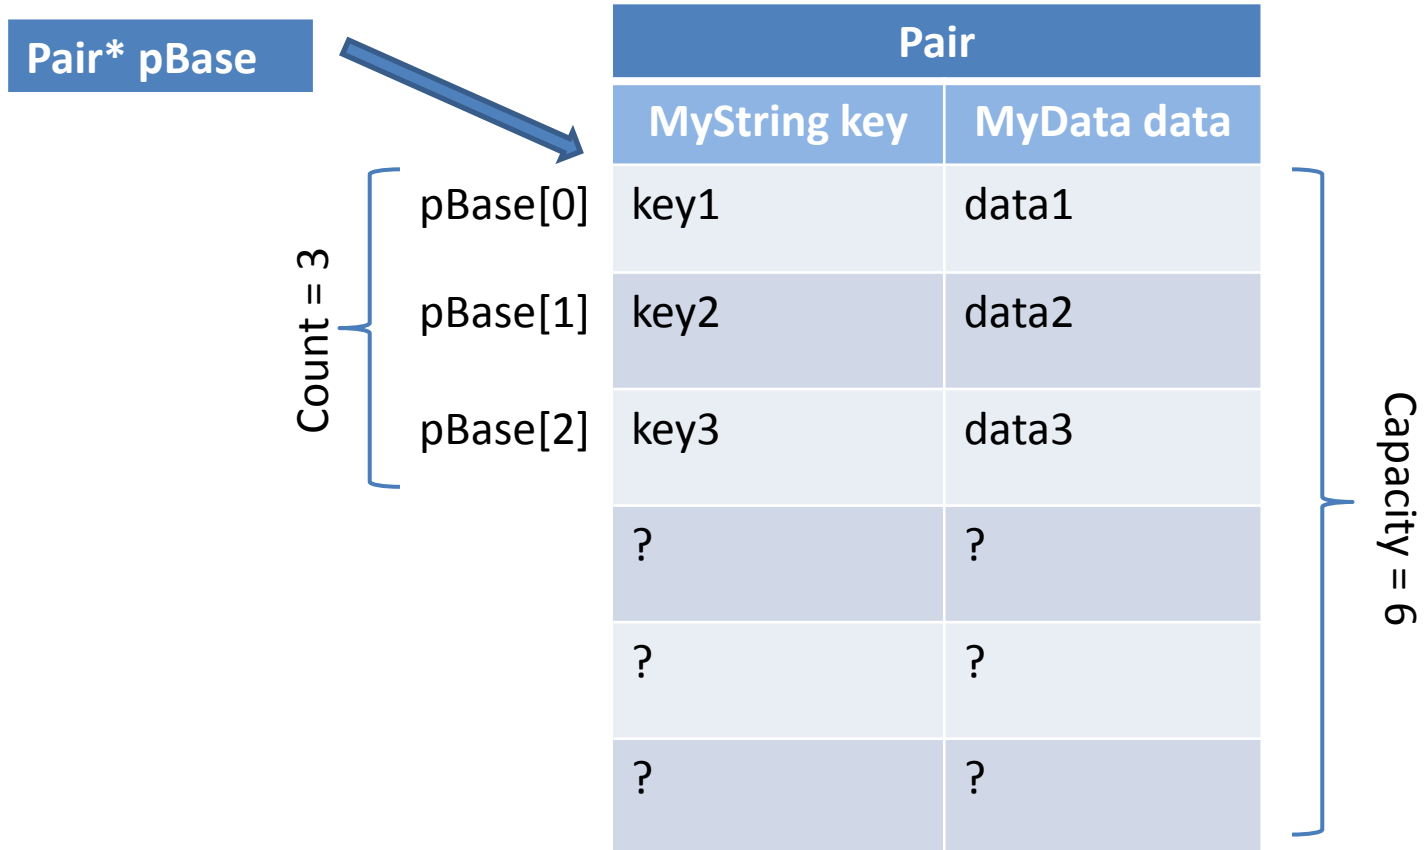 Pair* pBase
Pair
MyString key MyData data
pBase[0] key1 data1
pBase[1] key2 data2
pBase[2] key3 data3
? ?
? ?
? ?
Count = 3
Capacity = 6